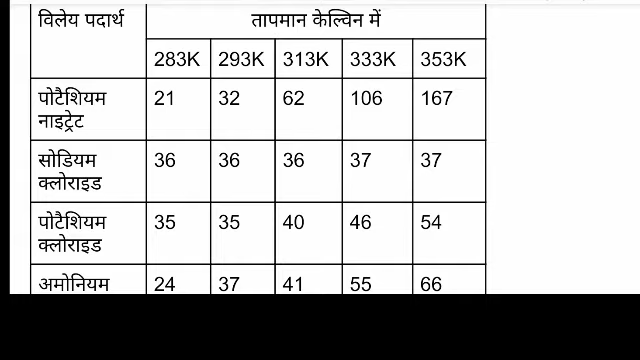 विलेय पदार्थ तापमान केल्विन में
283K 293K 313K 333K 353K
पोटैशियम 21 32 62 106 167
नाइट्रेट
सोडियम 36 36 36 37 37
क्लोराइड
पोटैशियम 35 35 40 46 54
क्लोराइड
अमोनियम 24 37 41 55 66